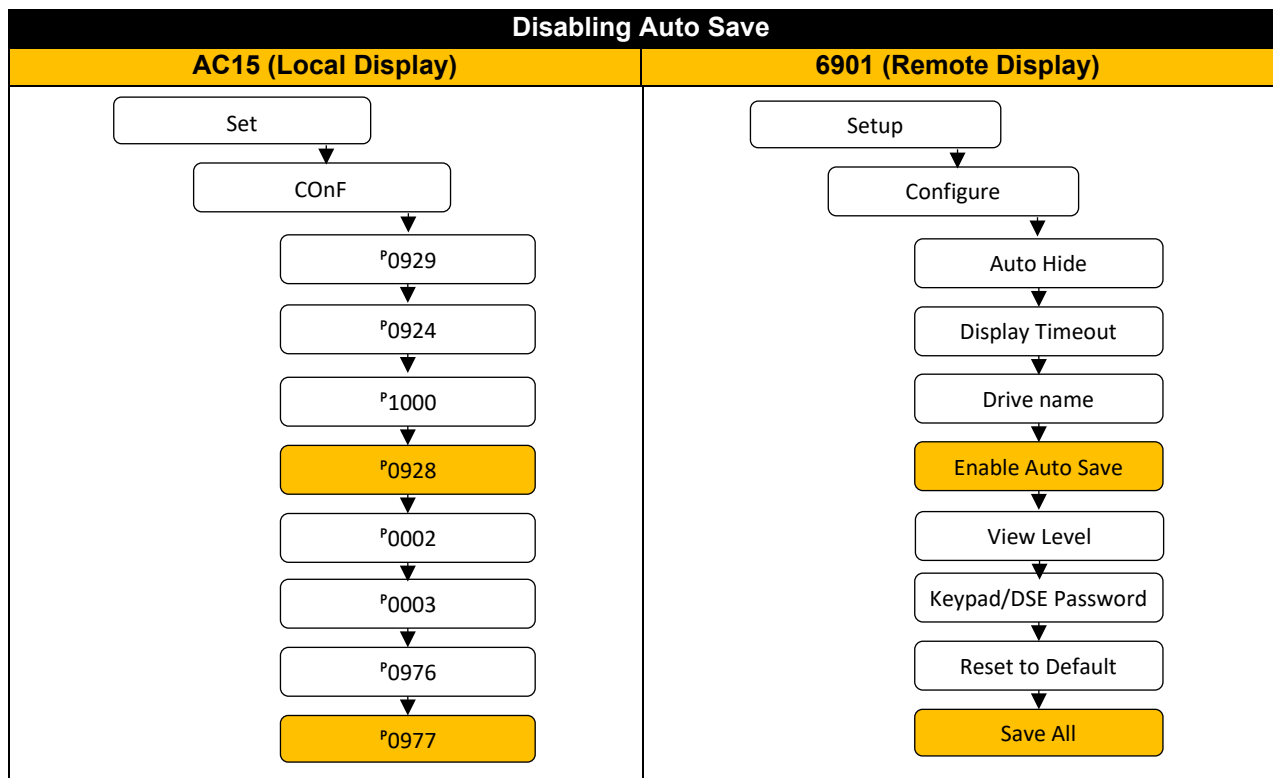 Disabling Auto Save
AC15 (Local Display)
6901 (Remote Display)
Set
COnF
ᴾ0929
ᴾ0924
ᴾ1000
ᴾ0928
ᴾ0002
ᴾ0003
ᴾ0976
ᴾ0977
Setup
Configure
Auto Hide
Display Timeout
Drive name
Enable Auto Save
View Level
Keypad/DSE Password
Reset to Default
Save All